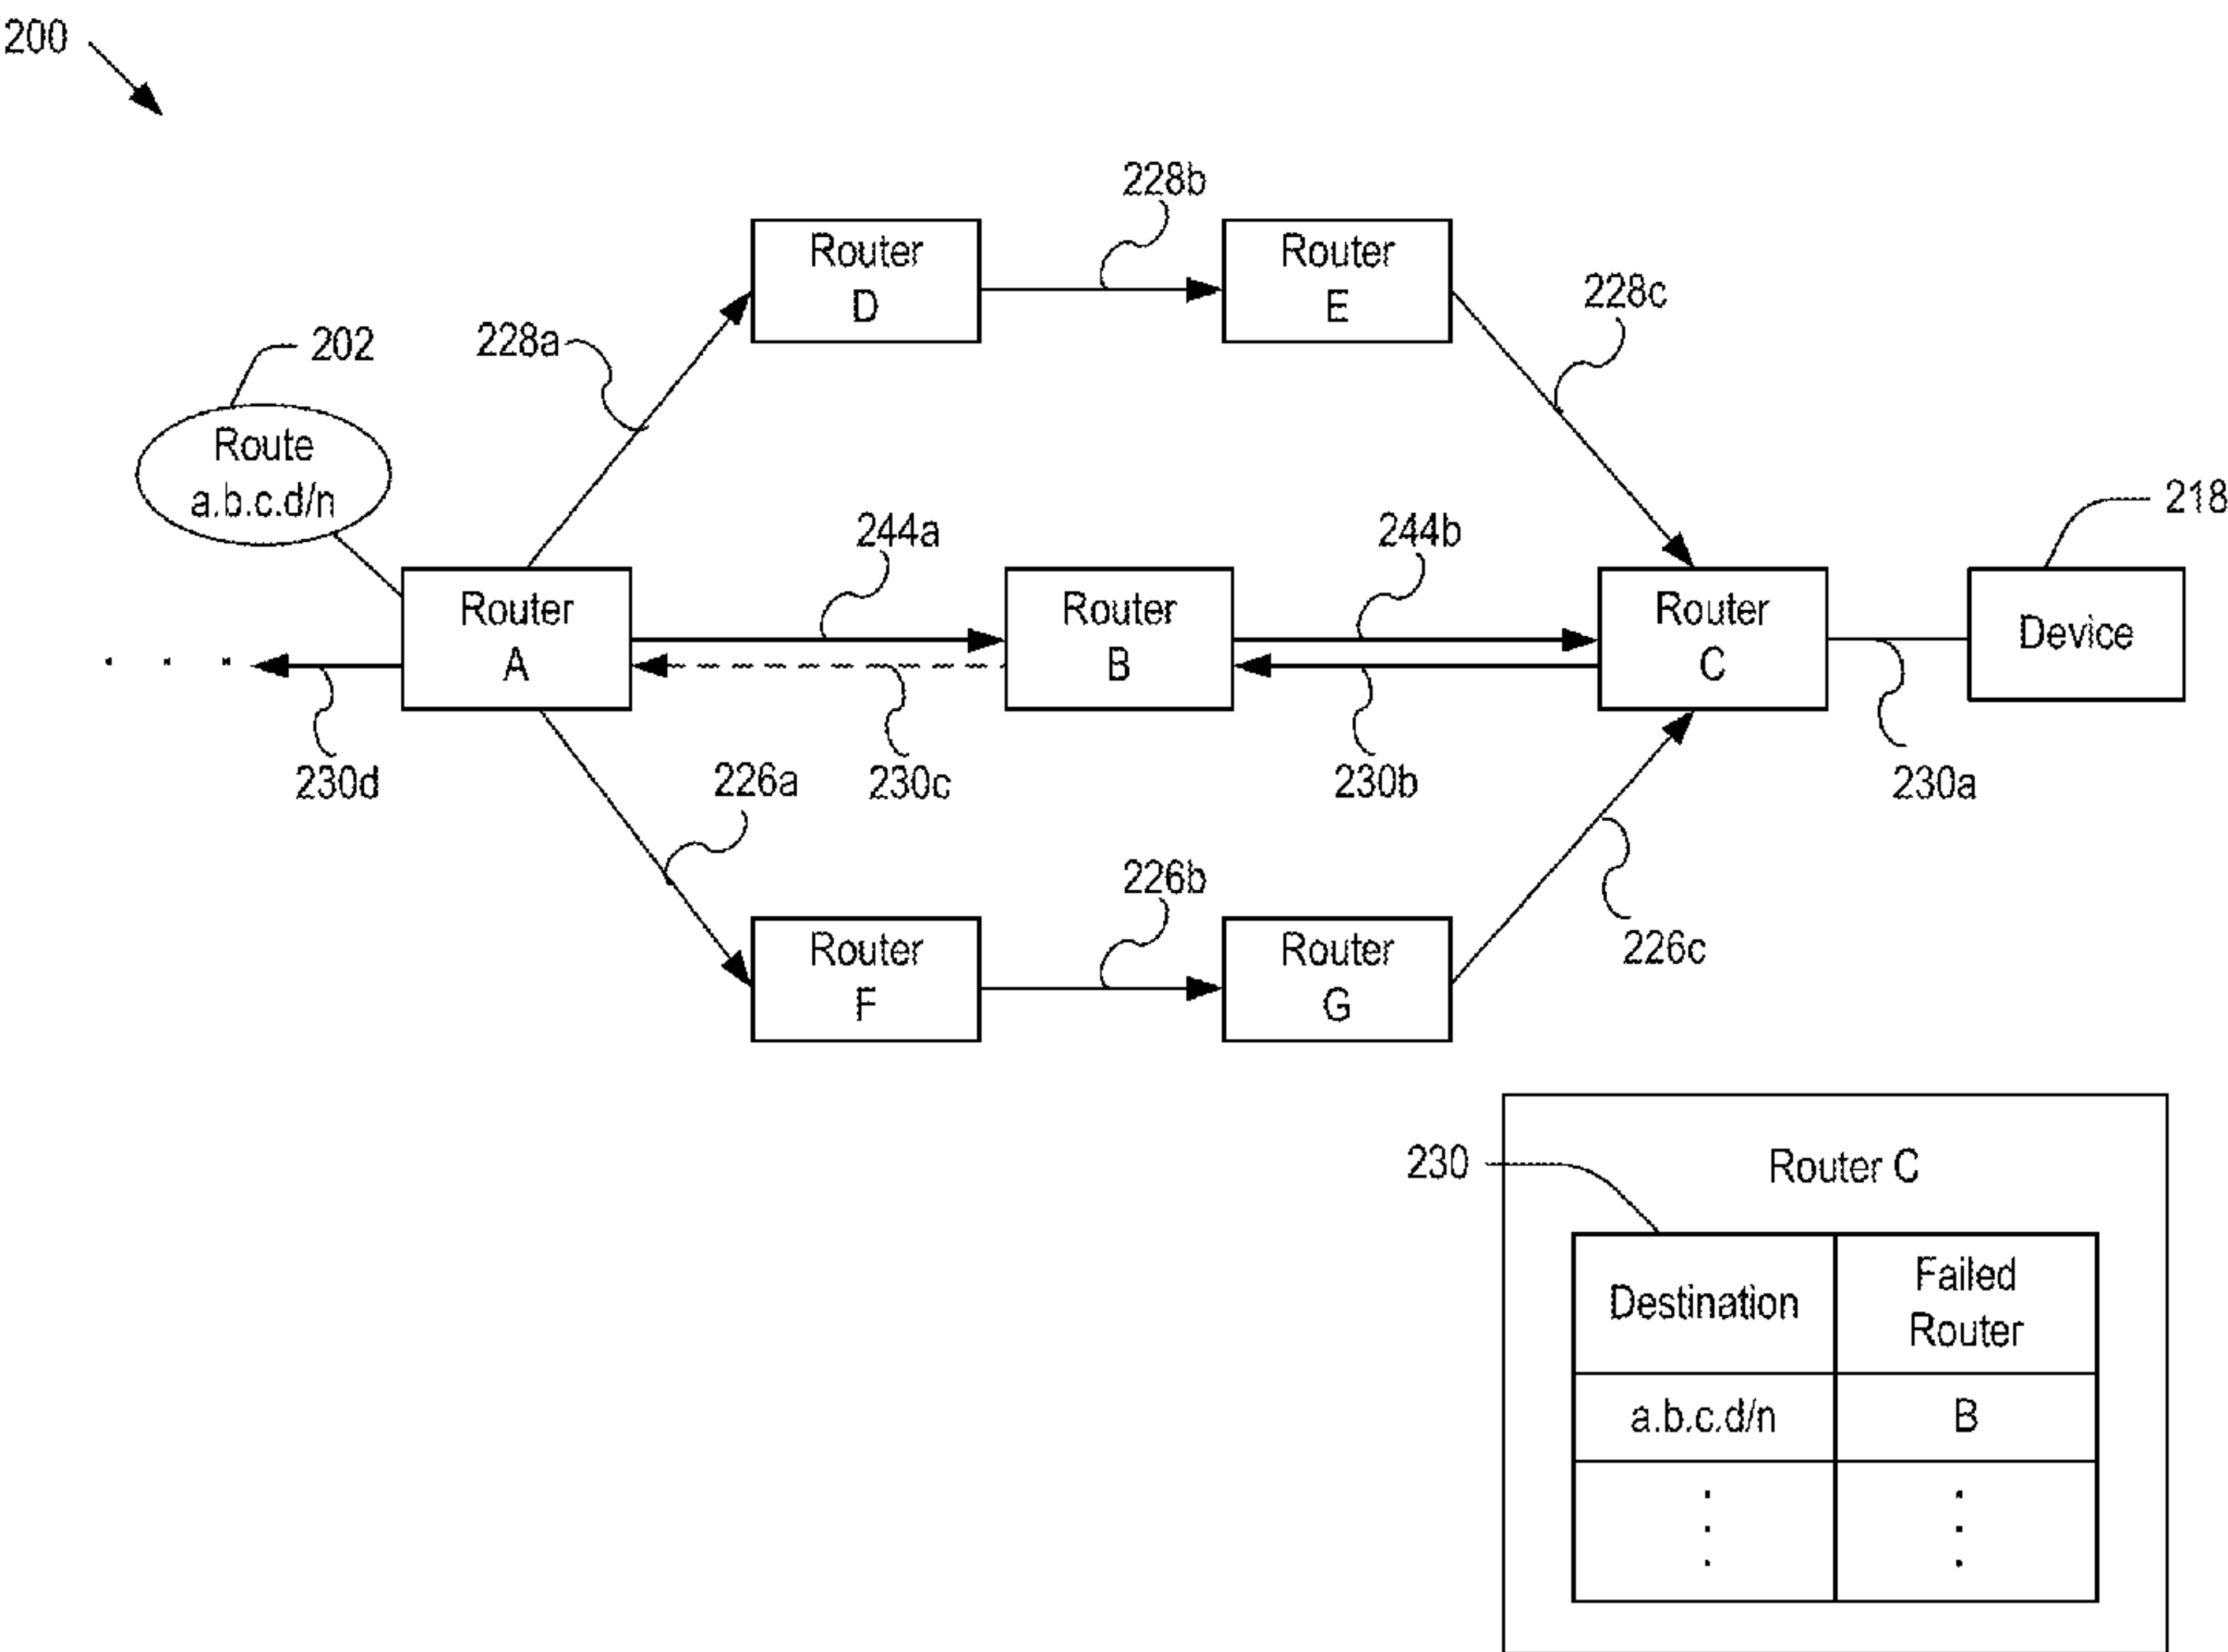 200
228b
Router
D
Router
E
228c
202
228a
Route
a.b.c.d/n
218
244a
244b
Router
A
Router
B
Router
C
Device
230d
226a
230c
230b
230a
226b
Router
F
Router
G
226c
230
Router C
Destination
Failed
Router
a.b.c.d/n
B